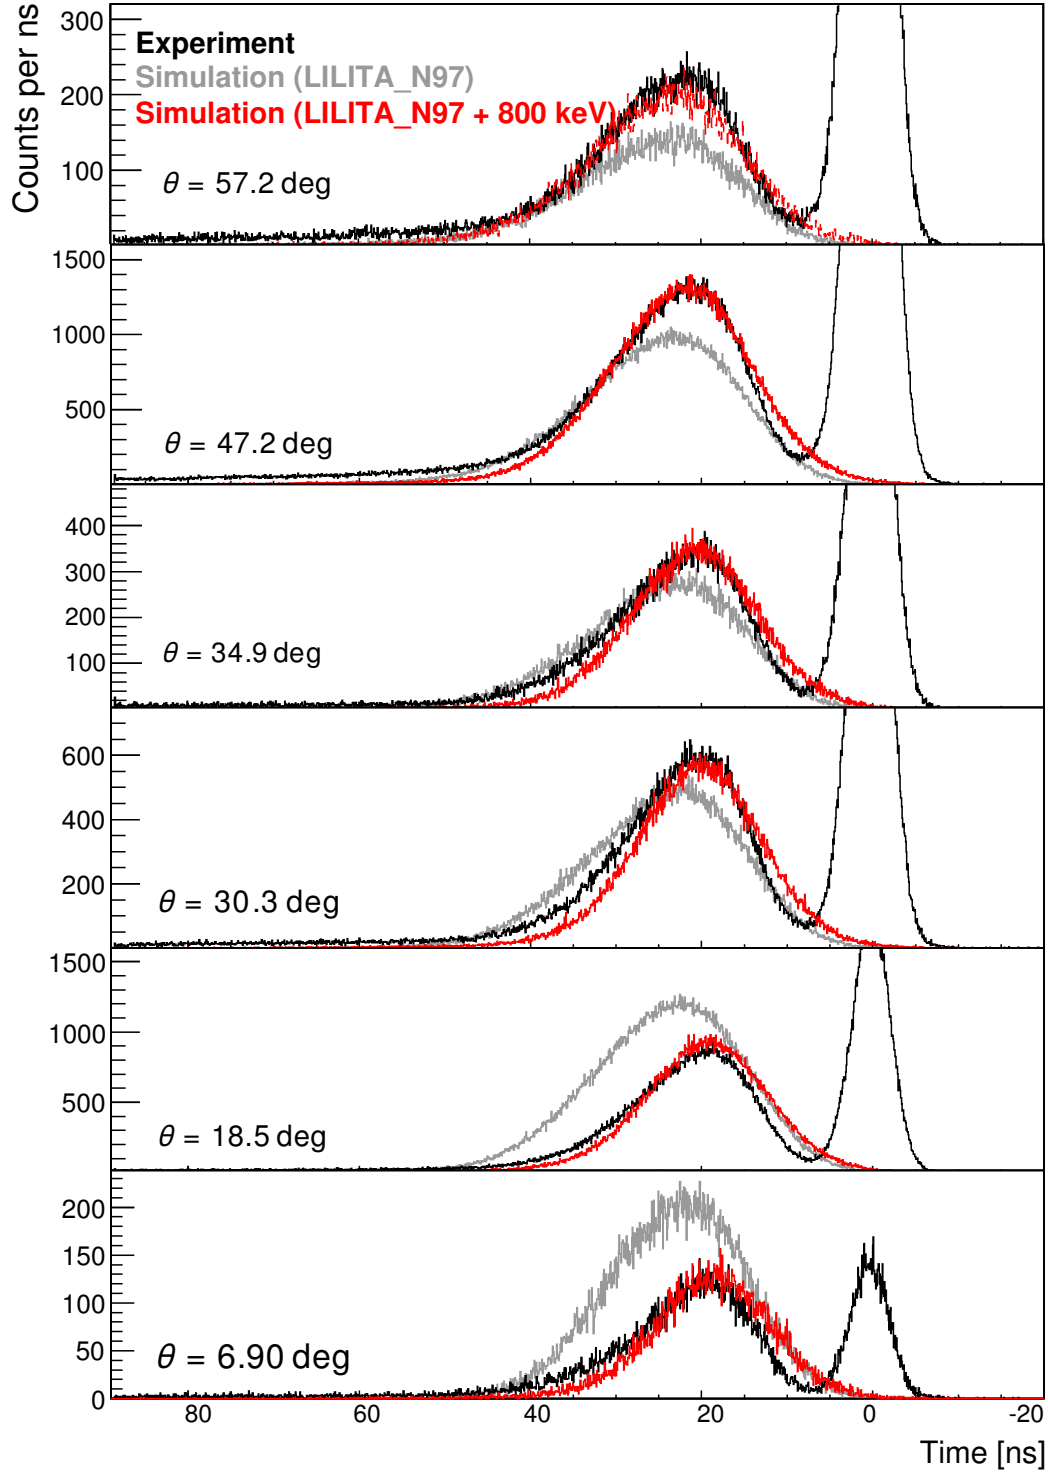 Counts per ns
300
200
100
Experiment
Simulation (LILITA_N97)
Simulation (LILITA_N97 + 800 keV)
θ = 57.2 deg
1500
1000
500
θ = 47.2 deg
400
300
200
100
θ = 34.9 deg
600
400
200
θ = 30.3 deg
1500
1000
500
θ = 18.5 deg
200
150
100
50
0
θ = 6.90 deg
80 60 40 20 0 -20
Time [ns]